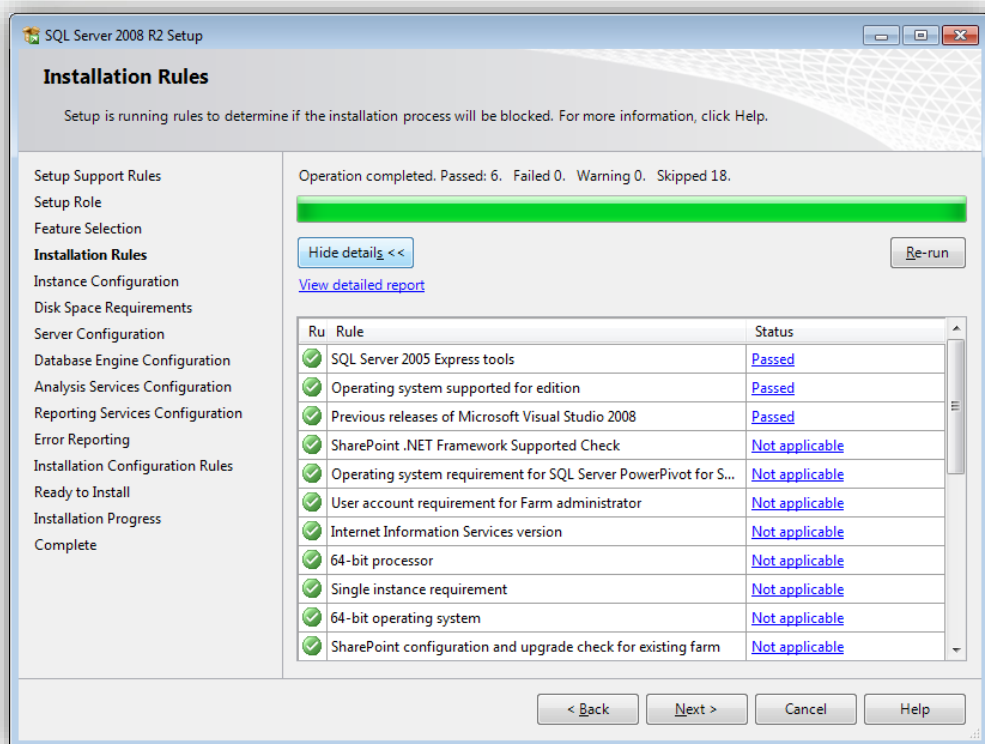 SQL Server 2008 R2 Setup
Installation Rules
Setup is running rules to determine if the installation process will be blocked. For more information, click Help.
Setup Support Rules
Setup Role
Feature Selection
Installation Rules
Instance Configuration
Disk Space Requirements
Server Configuration
Database Engine Configuration
Analysis Services Configuration
Reporting Services Configuration
Error Reporting
Installation Configuration Rules
Ready to Install
Installation Progress
Complete
Operation completed. Passed: 6. Failed 0. Warning 0. Skipped 18.
Hide details << Re-run
View detailed report
Ru Rule Status
SQL Server 2005 Express tools Passed
Operating system supported for edition Passed
Previous releases of Microsoft Visual Studio 2008 Passed
SharePoint .NET Framework Supported Check Not applicable
Operating system requirement for SQL Server PowerPivot for S... Not applicable
User account requirement for Farm administrator Not applicable
Internet Information Services version Not applicable
64-bit processor Not applicable
Single instance requirement Not applicable
64-bit operating system Not applicable
SharePoint configuration and upgrade check for existing farm Not applicable
< Back Next > Cancel Help